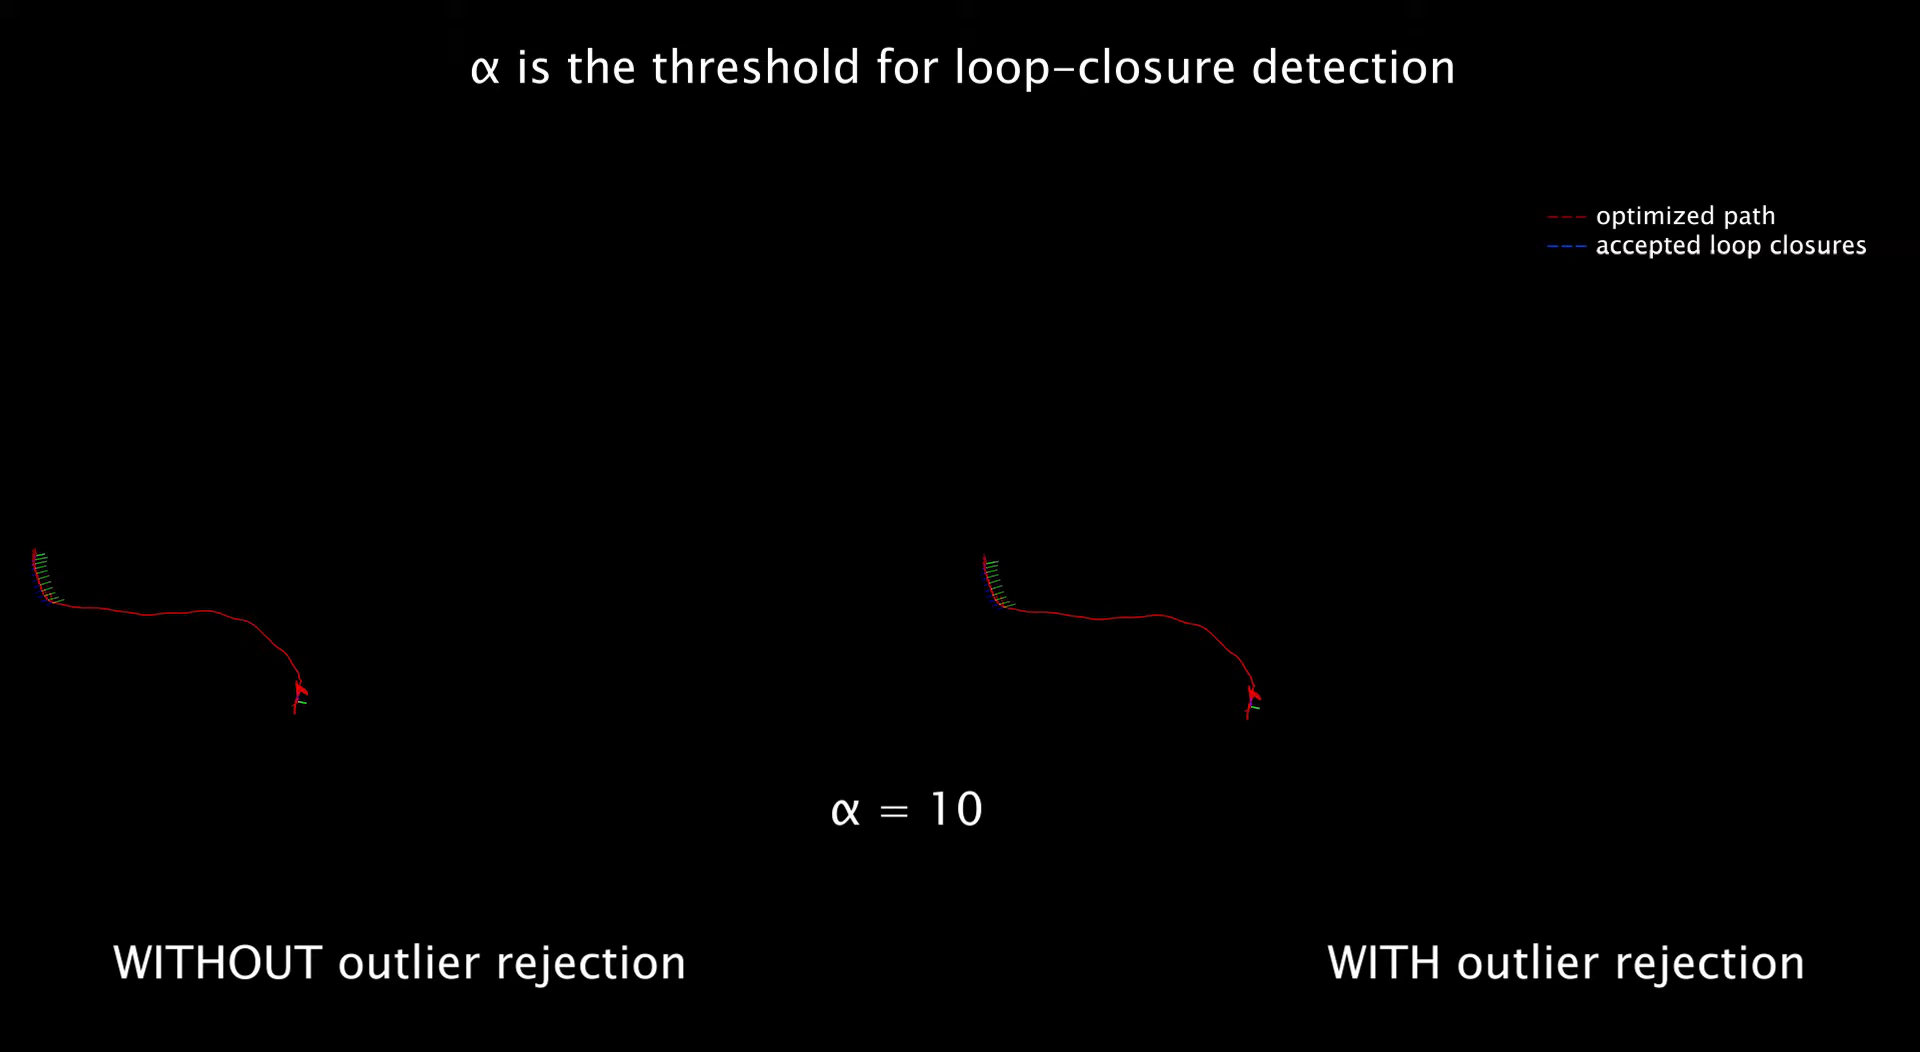 α is the threshold for loop-closure detection
optimized path
accepted loop closures
α = 10
WITHOUT outlier rejection
WITH outlier rejection